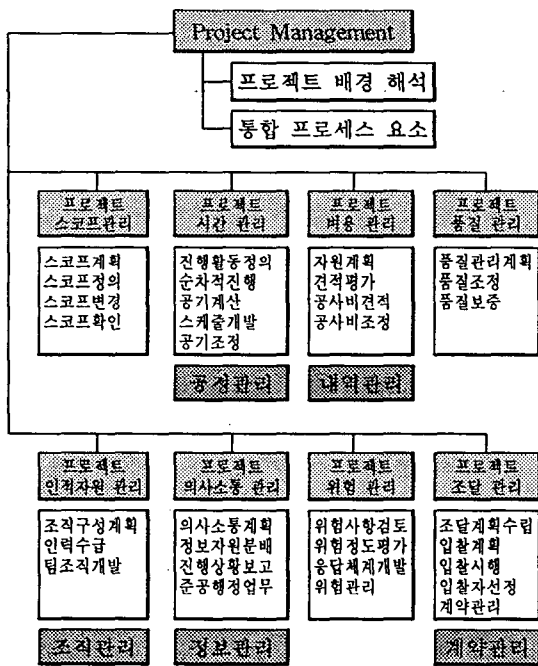 Project Management
프로젝트 배경 해석
통합 프로세스 요소
프로젝트
스코프관리
스코프계획
스코프정의
스코프변경
스코프확인
프로젝트
시간 관리
진행활동정의
순차적진행
공기계산
스케줄개발
공기조정
공정관리
프로젝트
비용 관리
자원계획
견적평가
공사비견적
공사비조정
내역관리
프로젝트
품질 관리
품질관리계획
품질조정
품질보증
프로젝트
인적자원 관리
조직구성계획
인력수급
팀조직개발
조직관리
프로젝트
의사소통 관리
의사소통계획
정보자원분배
진행상황보고
준공행정업무
정보관리
프로젝트
위험 관리
위험사항검토
위험정도평가
응답체계개발
위험관리
프로젝트
조달 관리
조달계획수립
입찰계획
입찰시행
입찰자선정
계약관리
계약관리